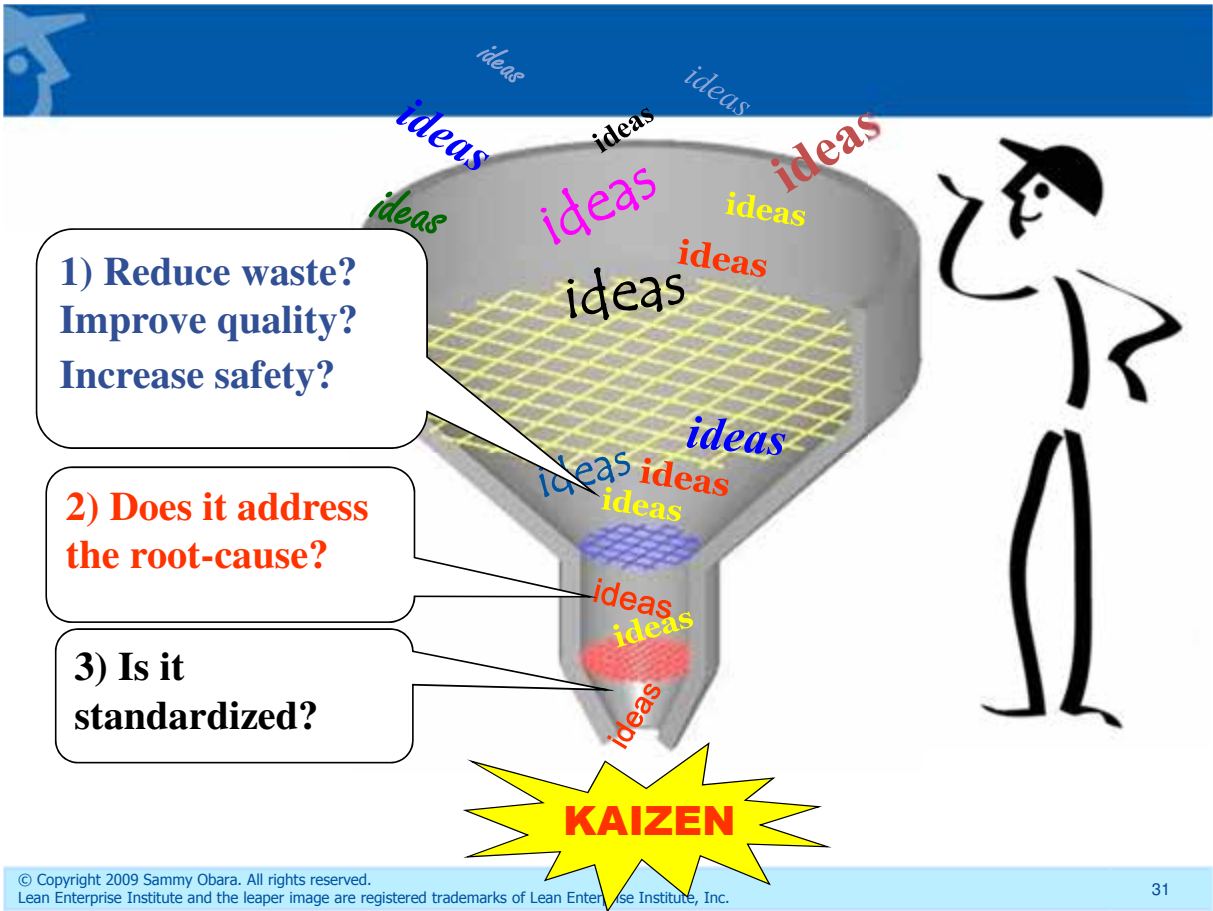 ideas
ideas
ideas
ideas
ideas
ideas
ideas
ideas
ideas
ideas
1) Reduce waste?
Improve quality?
Increase safety?
ideas
ideas
ideas
ideas
2) Does it address
the root-cause?
ideas
ideas
3) Is it
standardized?
ideas
KAIZEN
© Copyright 2009 Sammy Obara. All rights reserved.
Lean Enterprise Institute and the leaper image are registered trademarks of Lean Enterprise Institute, Inc.
31